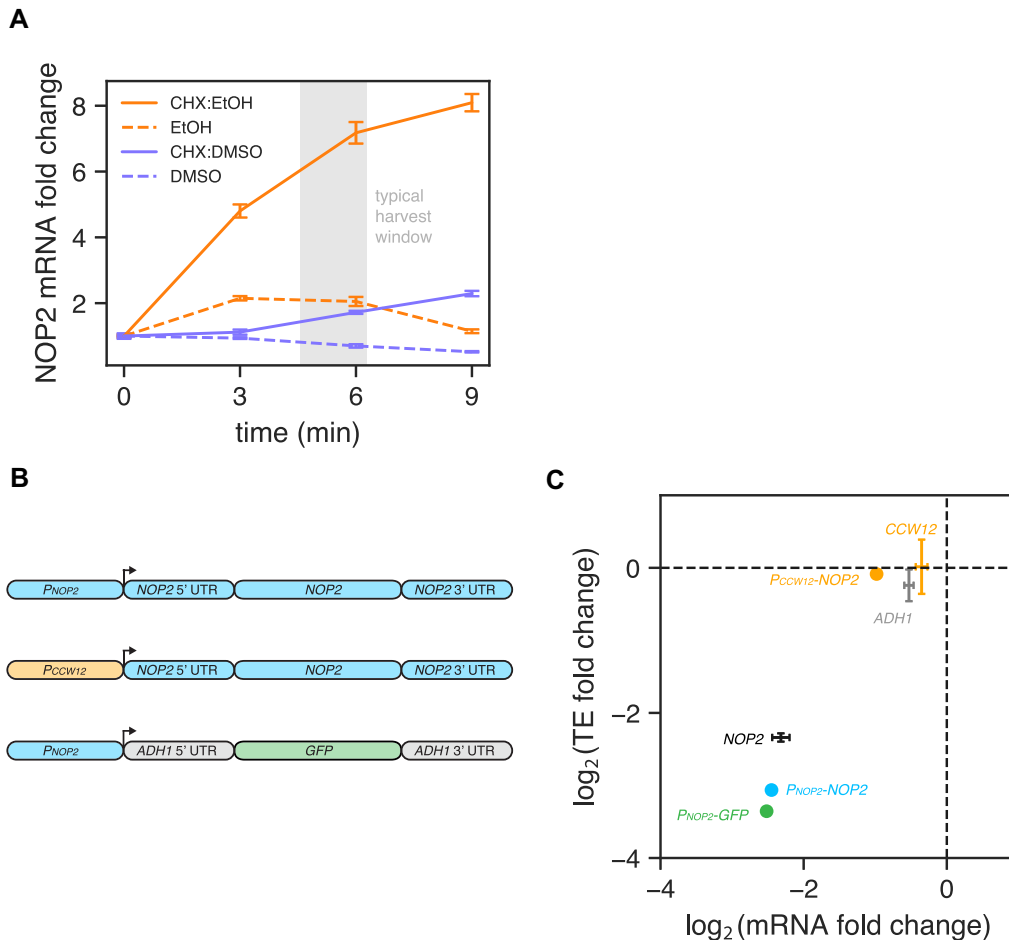 A
NOP2 mRNA fold change
8
6
4
2
CHX:EtOH
EtOH
CHX:DMSO
DMSO
typical
harvest
window
0 3 6 9
time (min)
B
PNOP2 NOP2 5’ UTR NOP2 NOP2 3’ UTR
PCCW12 NOP2 5’ UTR NOP2 NOP2 3’ UTR
PNOP2 ADH1 5’ UTR GFP ADH1 3’ UTR
C
log2 (TE fold change)
0
−2
−4
CCW12
PCCW12-NOP2
ADH1
NOP2
PNOP2-NOP2
PNOP2-GFP
−4 −2 0
log2 (mRNA fold change)